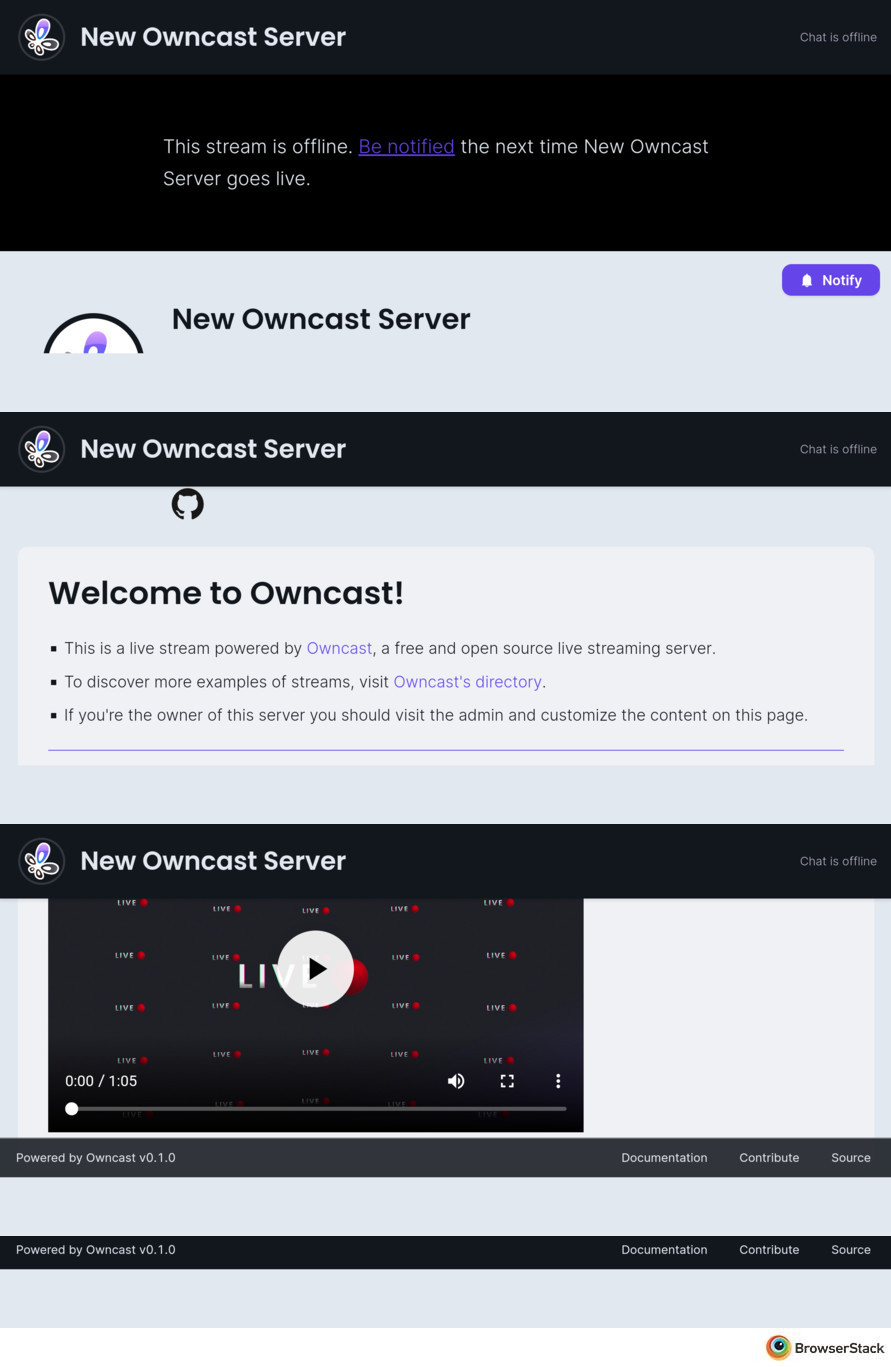 New Owncast Server
Chat is offline
This stream is offline. Be notified the next time New Owncast
Server goes live.
Notify
New Owncast Server
New Owncast Server
Chat is offline
Welcome to Owncast!
This is a live stream powered by Owncast, a free and open source live streaming server.
To discover more examples of streams, visit Owncast's directory.
If you're the owner of this server you should visit the admin and customize the content on this page.
New Owncast Server
Chat is offline
LIVE LIVE LIVE LIVE LIVE
LIVE LIVE LIVE LIVE
LIVE
LIVE LIVE LIVE LIVE LIVE
LIVE LIVE LIVE LIVE LIVE
0:00 / 1:05
LIVE LIVE LIVE
LIVE LIVE
Powered by Owncast v0.1.0
Documentation Contribute Source
Powered by Owncast v0.1.0
Documentation Contribute Source
BrowserStack